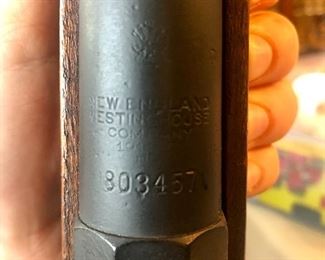 NEW ENGLAND
WESTINGHOUSE
COMPANY
803457